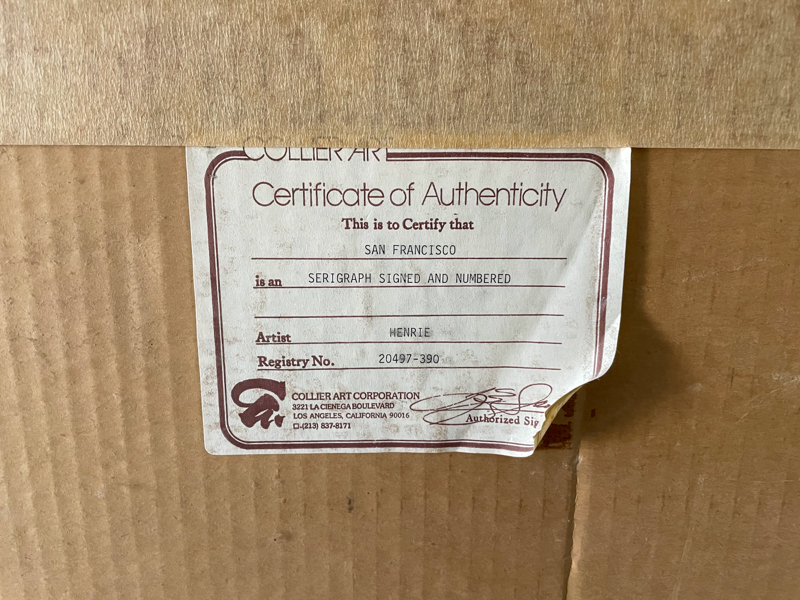 COLLIER ART
Certificate of Authenticity
This is to Certify that
SAN FRANCISCO
is an SERIGRAPH SIGNED AND NUMBERED
Artist HENRIE
Registry No. 20497-390
COLLIER ART CORPORATION
3221 LA CIENEGA BOULEVARD
LOS ANGELES, CALIFORNIA 90016
(213) 837-8171
Authorized Sig